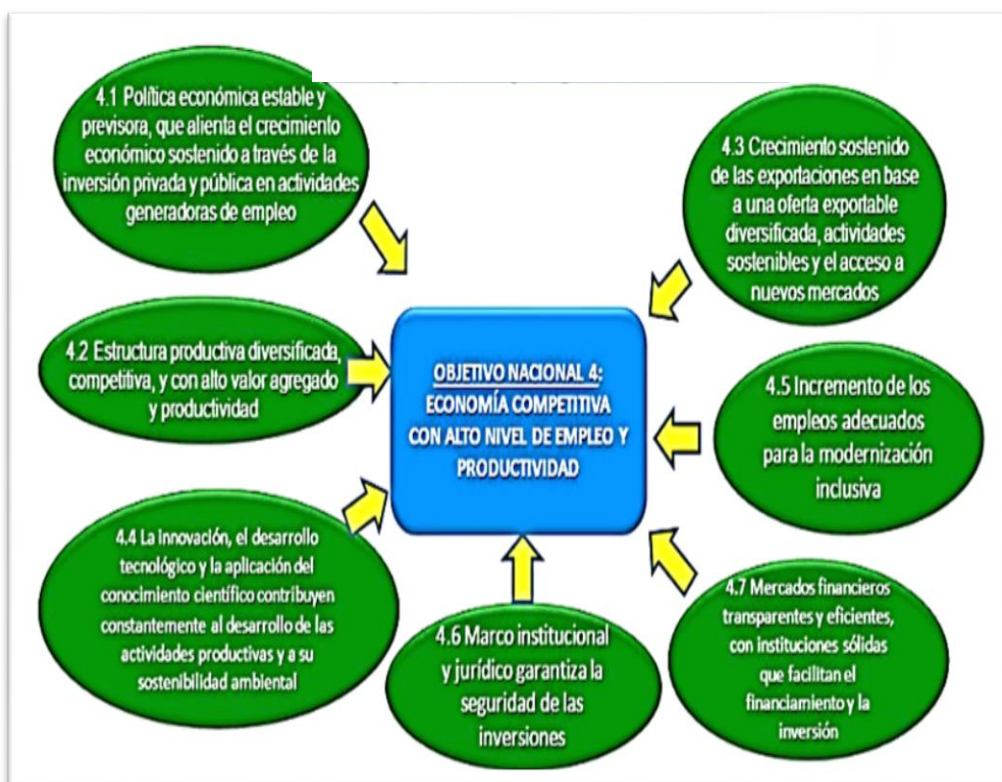 4.1 Política económica estable y
previsora, que alienta el crecimiento
económico sostenido a través de la
inversión privada y pública en actividades
generadoras de empleo
4.3 Crecimiento sostenido
de las exportaciones en base
a una oferta exportable
diversificada, actividades
sostenibles y el acceso a
nuevos mercados
4.2 Estructura productiva diversificada,
competitiva, y con alto valor agregado
y productividad
OBJETIVO NACIONAL 4:
ECONOMÍA COMPETITIVA
CON ALTO NIVEL DE EMPLEO Y
PRODUCTIVIDAD
4.5 Incremento de los
empleos adecuados
para la modernización
inclusiva
4.4 La innovación, el desarrollo
tecnológico y la aplicación del
conocimiento científico contribuyen
constantemente al desarrollo de las
actividades productivas y a su
sostenibilidad ambiental
4.6 Marco institucional
y jurídico garantiza la
seguridad de las
inversiones
4.7 Mercados financieros
transparentes y eficientes,
con instituciones sólidas
que facilitan el
financiamiento y la
inversión